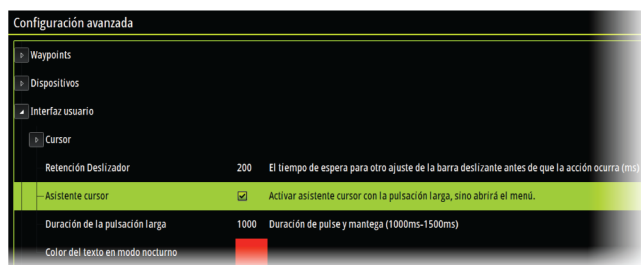 Configuración avanzada
Waypoints
Dispositivos
Interfaz usuario
Cursor
Retención Deslizador 200 El tiempo de espera para otro ajuste de la barra deslizante antes de que la acción ocurra (ms)
Asistente cursor Activar asistente cursor con la pulsación larga, sino abrirá el menú.
Duración de la pulsación larga 1000 Duración de pulse y mantega (1000ms-1500ms)
Color del texto en modo nocturno